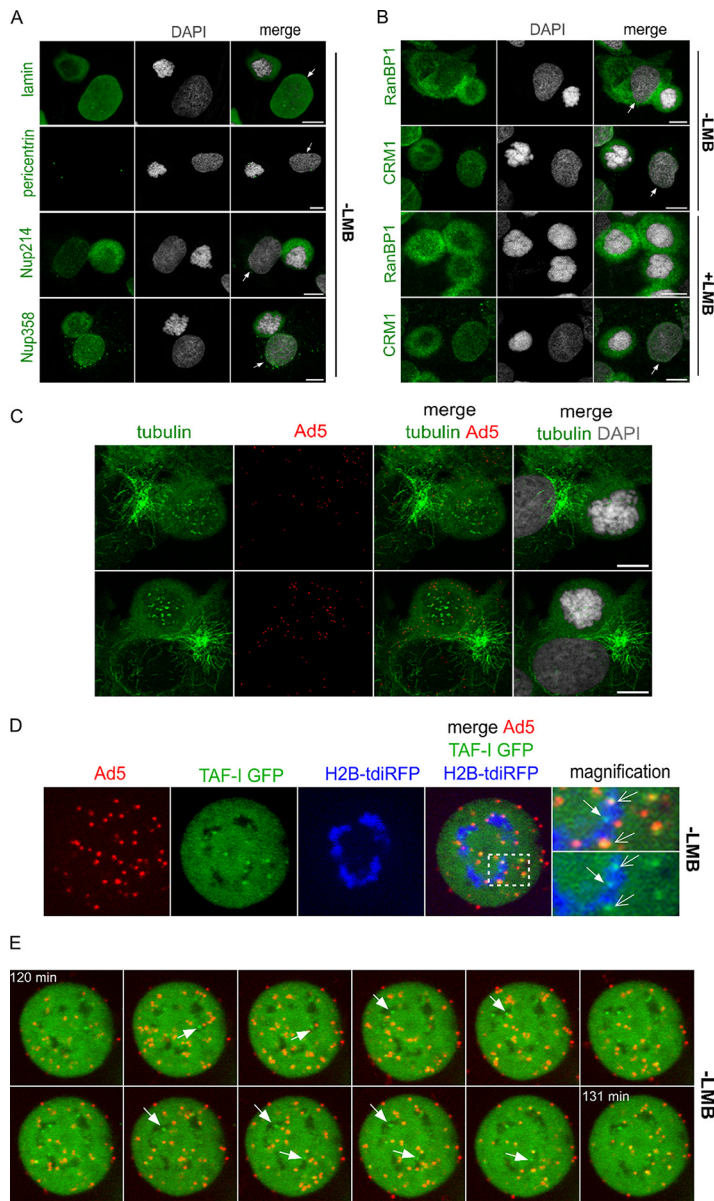 A
DAPI
merge
lamin
pericentrin
Nup214
Nup358
-LMB
B
DAPI
merge
RanBP1
CRM1
RanBP1
CRM1
-LMB
+LMB
C
tubulin
Ad5
merge
tubulin Ad5
merge
tubulin DAPI
D
Ad5
TAF-I GFP
H2B-tdiRFP
merge Ad5
TAF-I GFP
H2B-tdiRFP
magnification
-LMB
E
120 min
131 min
-LMB